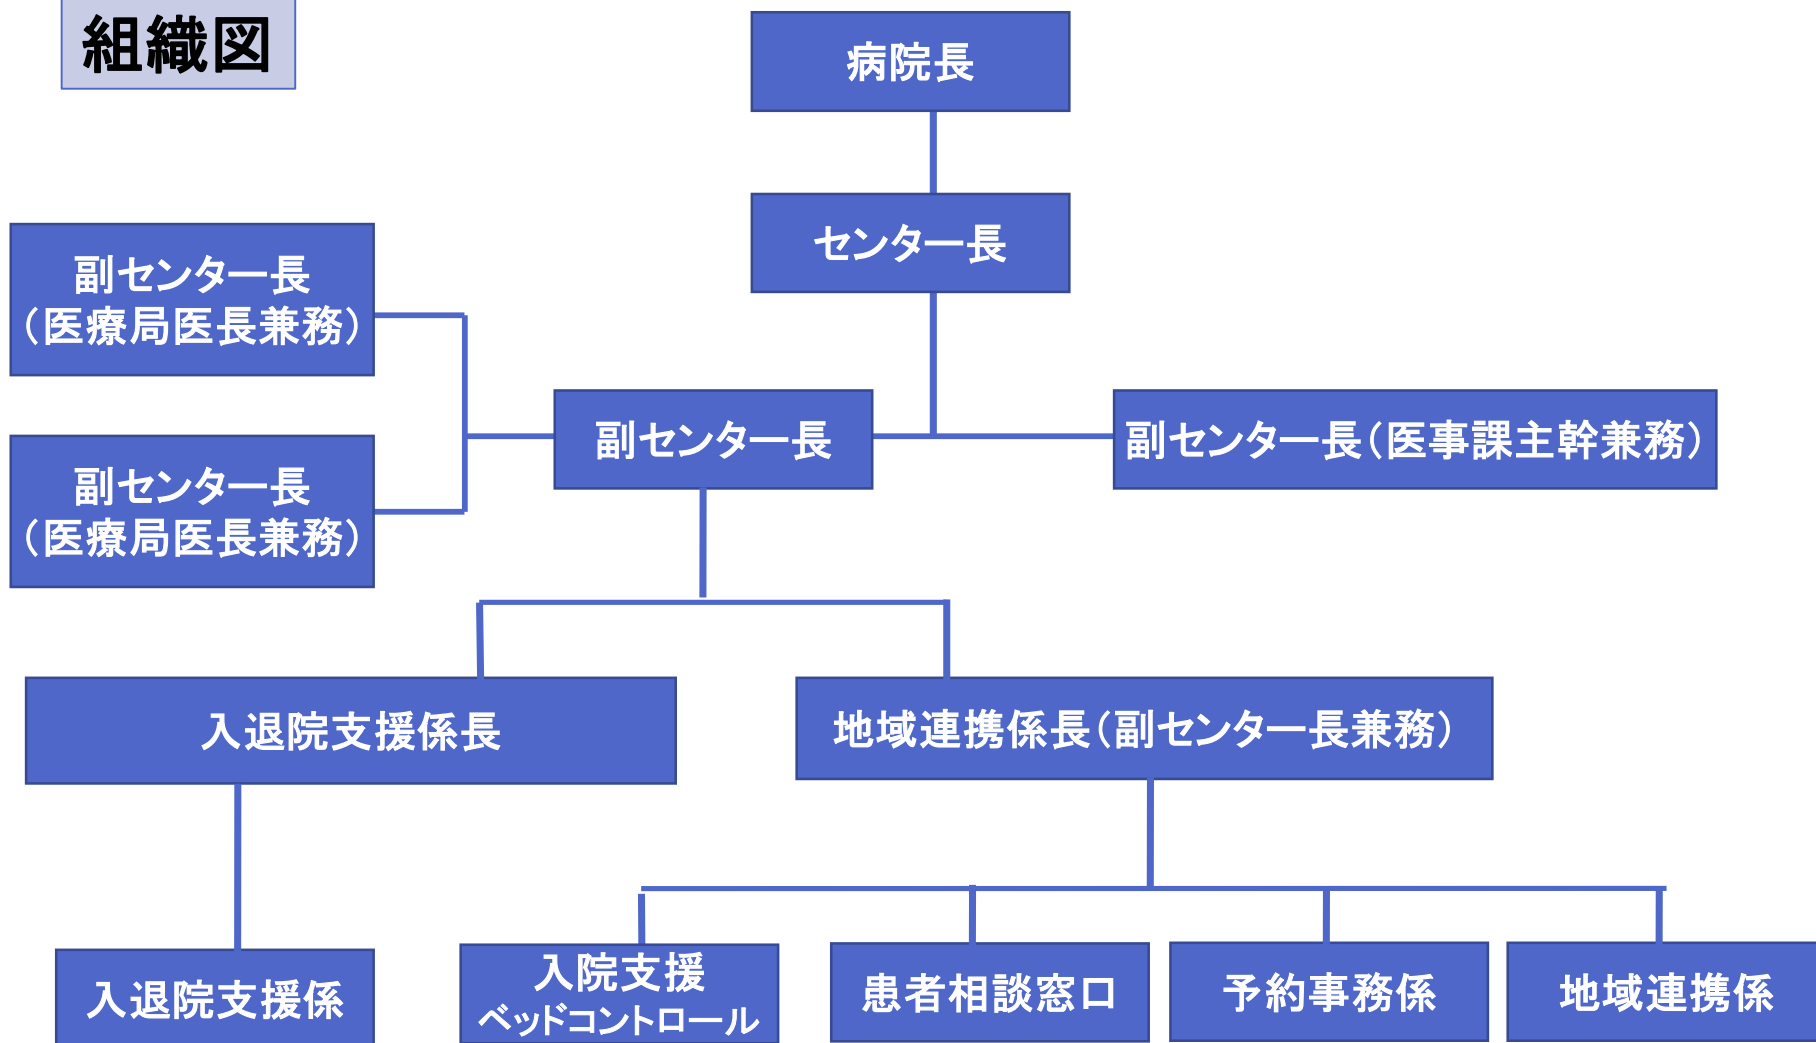 組織図
病院長
センター長
副センター長
（医療局医長兼務）
副センター長
副センター長（医事課主幹兼務）
副センター長
（医療局医長兼務）
入退院支援係長
地域連携係長（副センター長兼務）
入退院支援係
入院支援
ベッドコントロール
患者相談窓口
予約事務係
地域連携係